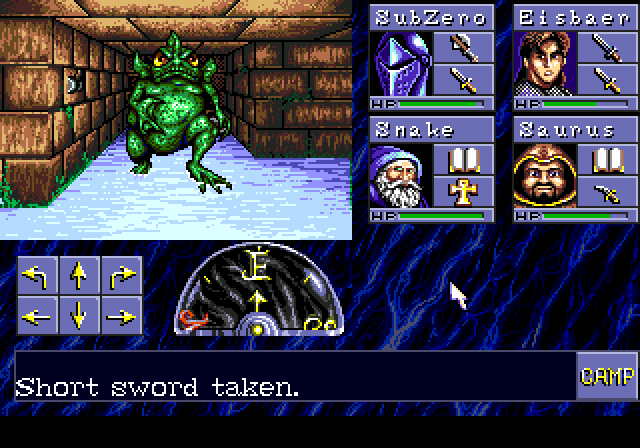 SubZero
Eisbaer
HP
HP
Snake
Saurus
HP
HP
E
Short sword taken.
CAMP